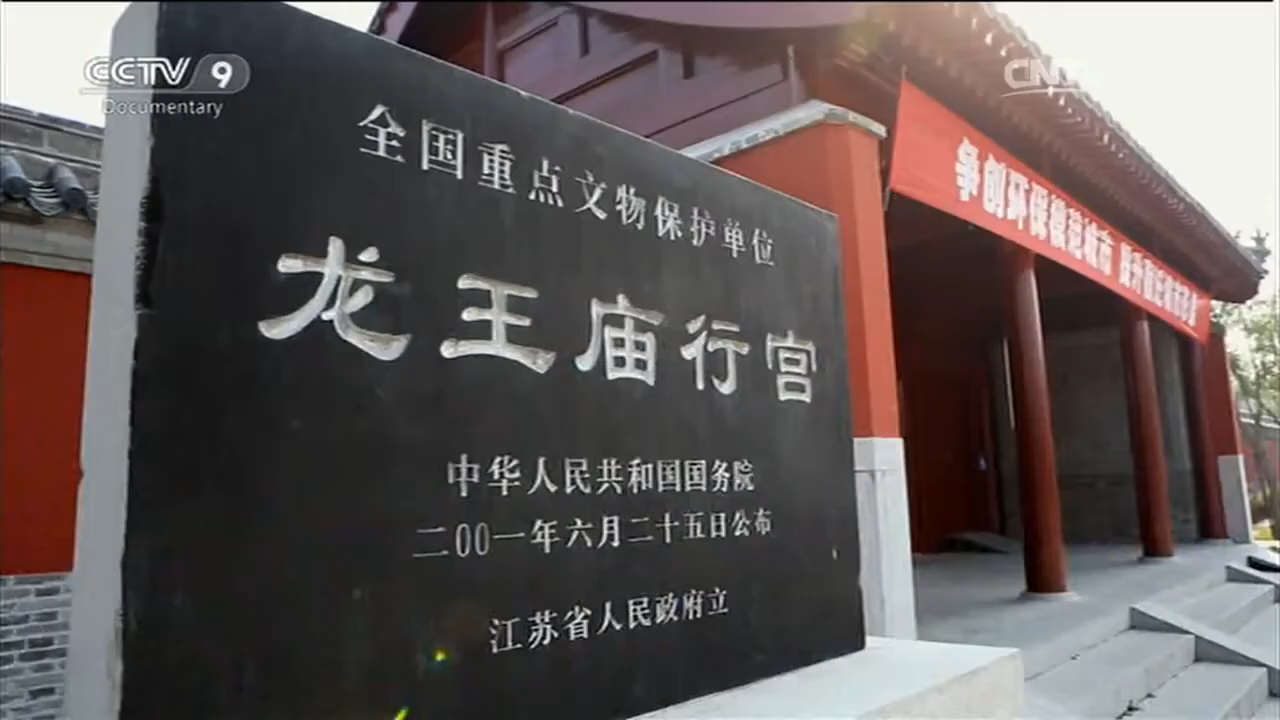 CCTV 9
Documentary
CNT
全国重点文物保护单位
龙王庙行宫
中华人民共和国国务院
二00一年六月二十五日公布
江苏省人民政府立
争创环保模范城市